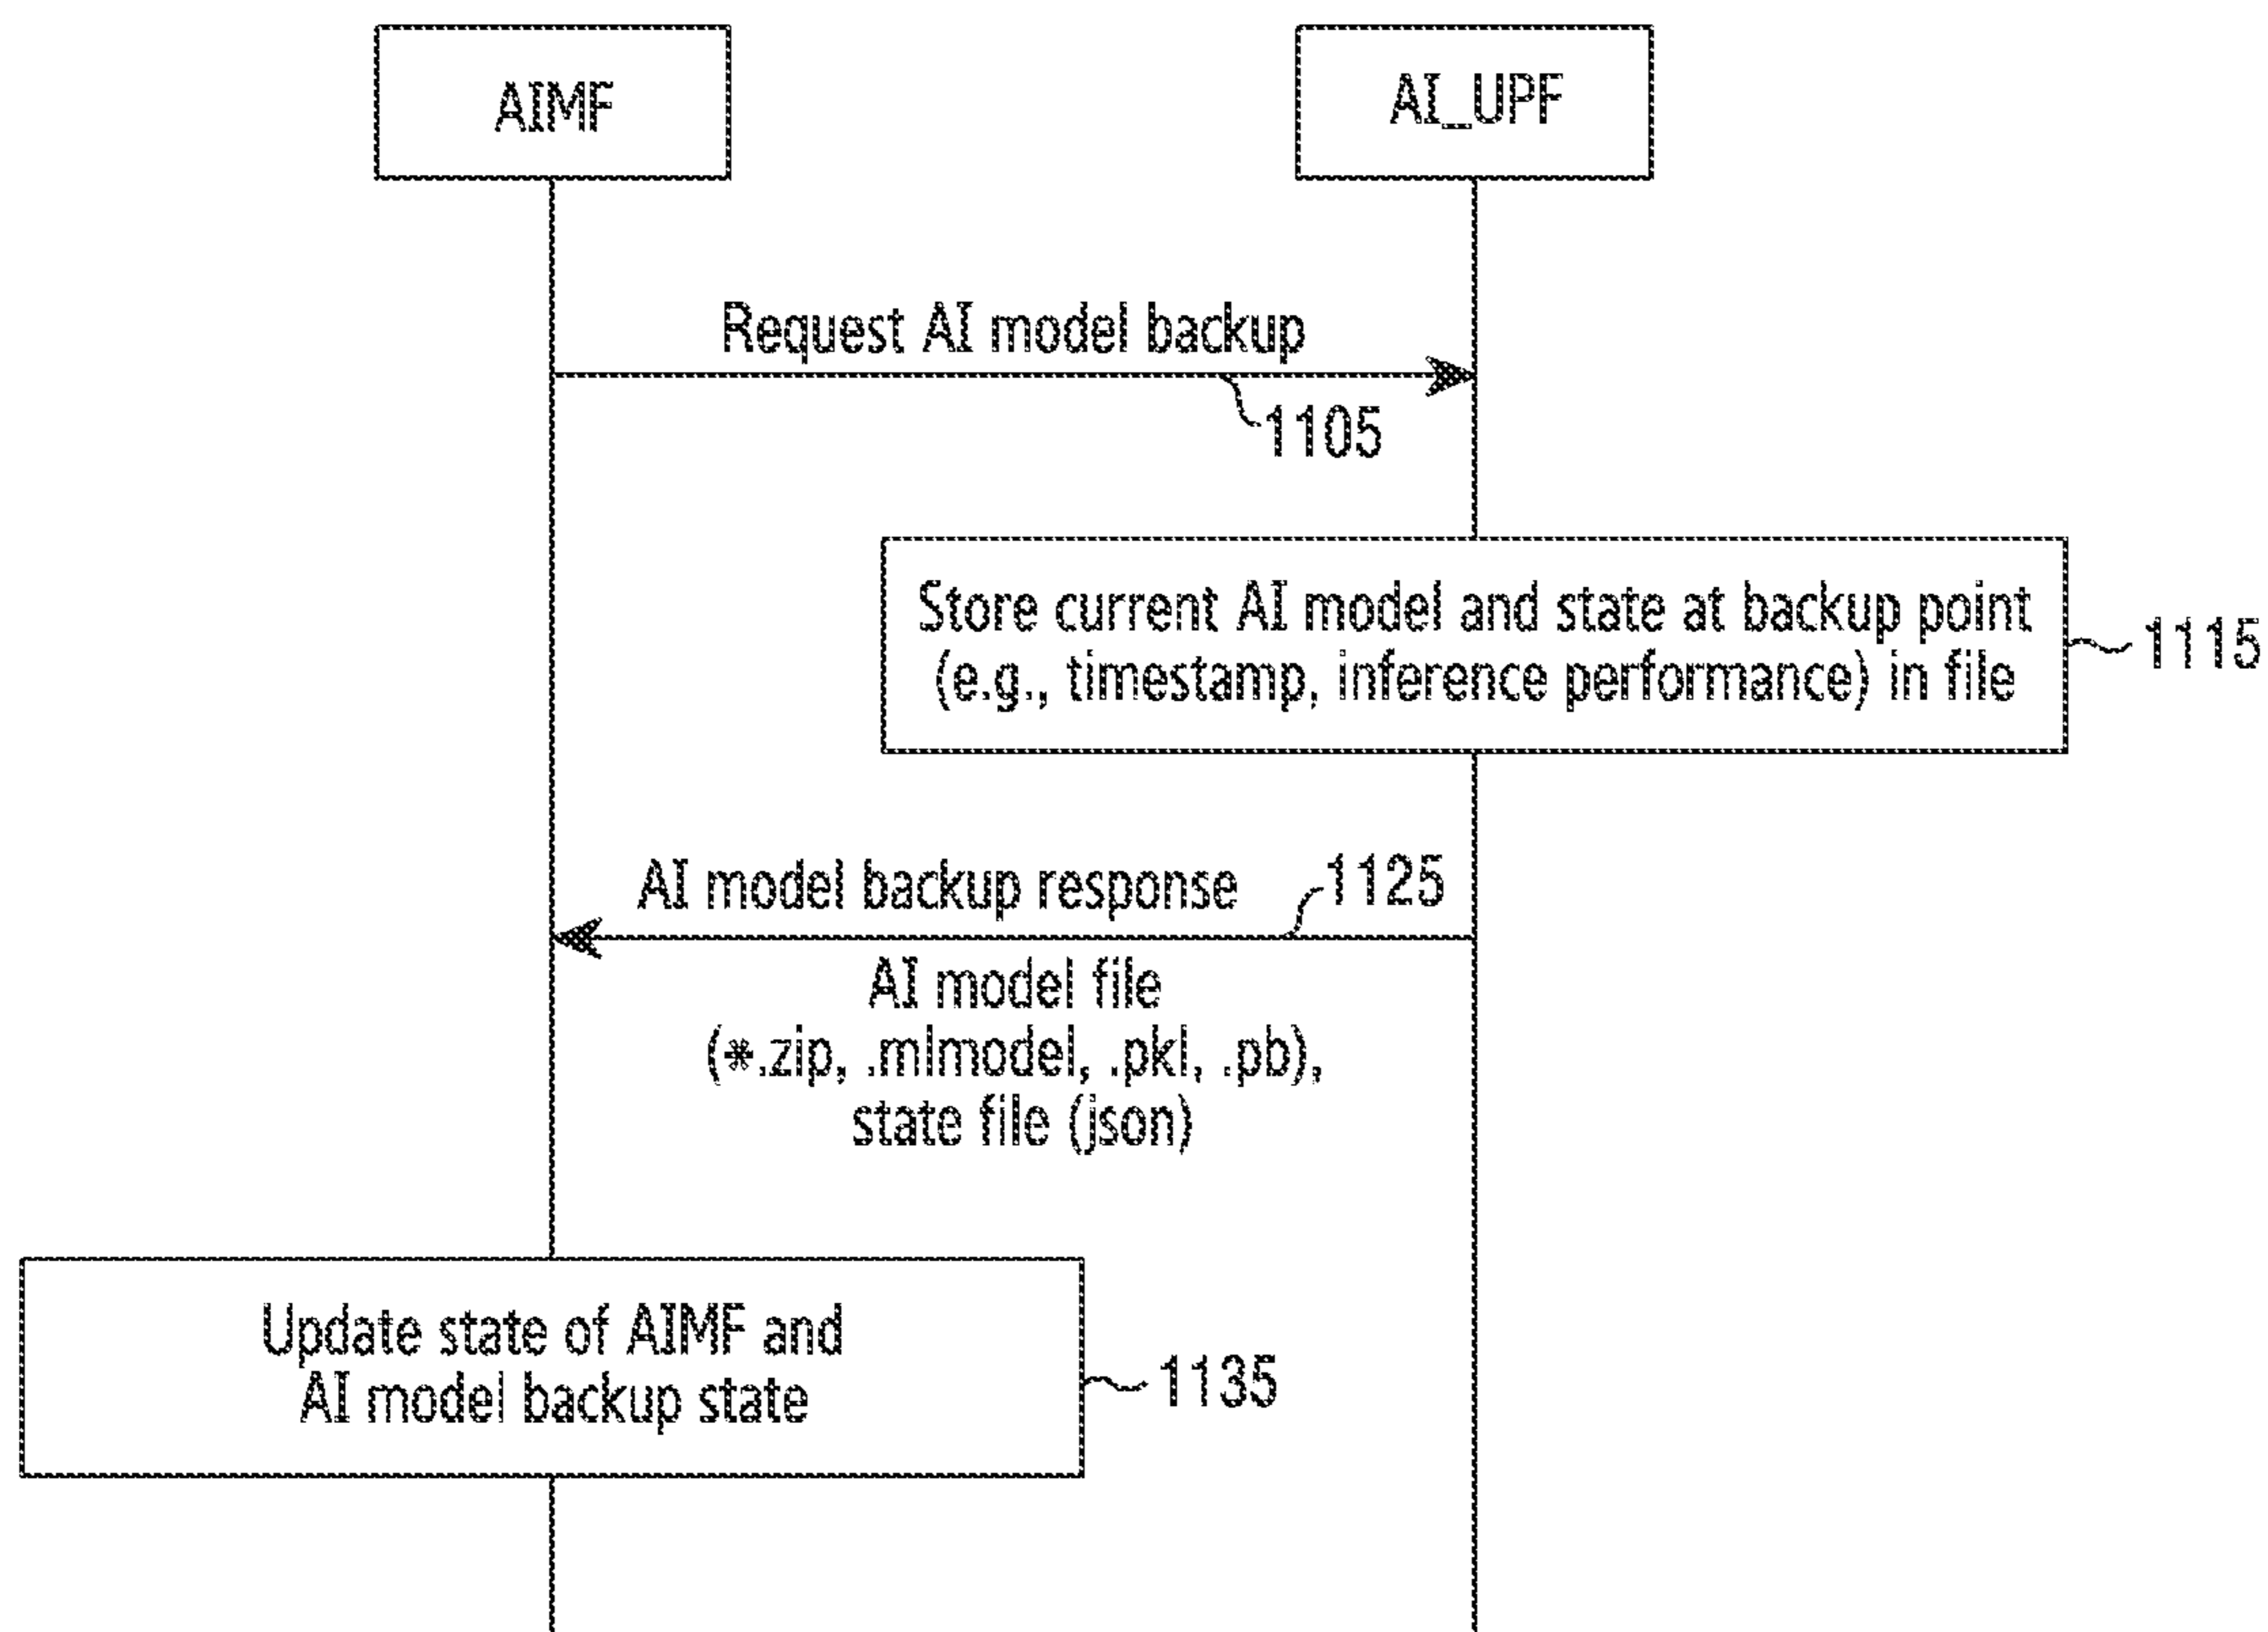 AIMF
AI_UPF
Request AI model backup
1105
Store current AI model and state at backup point
(e.g., timestamp, inference performance) in file
1115
AI model backup response
1125
AI model file
(*.zip, .mlmodel, .pkl, .pb),
state file (json)
Update state of AIMF and
AI model backup state
1135